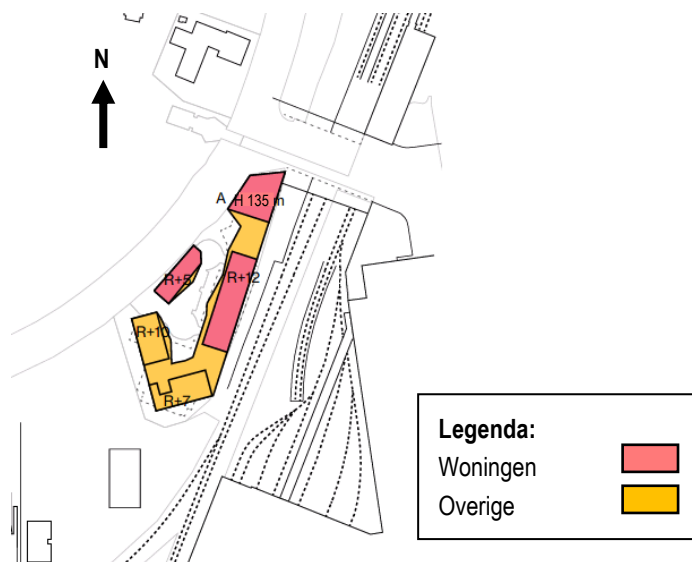 N
A
H 135 m
R+5
R+12
R+10
R+7
Legenda:
Woningen
Overige